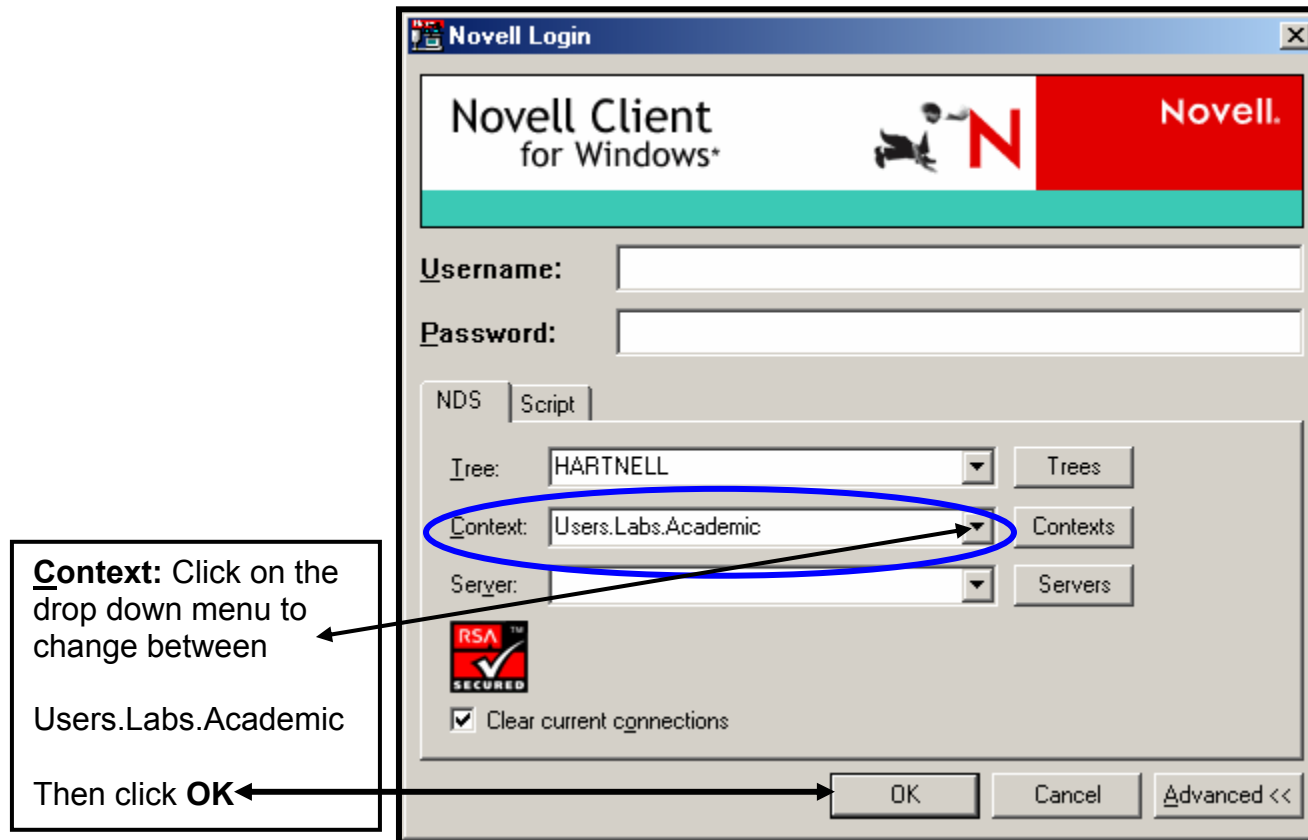 Novell Login
Novell Client
for Windows*
N
Novell.
Username:
Password:
NDS Script
Tree: HARTNELL Trees
Context: Users.Labs.Academic Contexts
Server: Servers
RSA TM
SECURED
Clear current connections
OK Cancel Advanced <<
Context: Click on the
drop down menu to
change between
Users.Labs.Academic
Then click OK